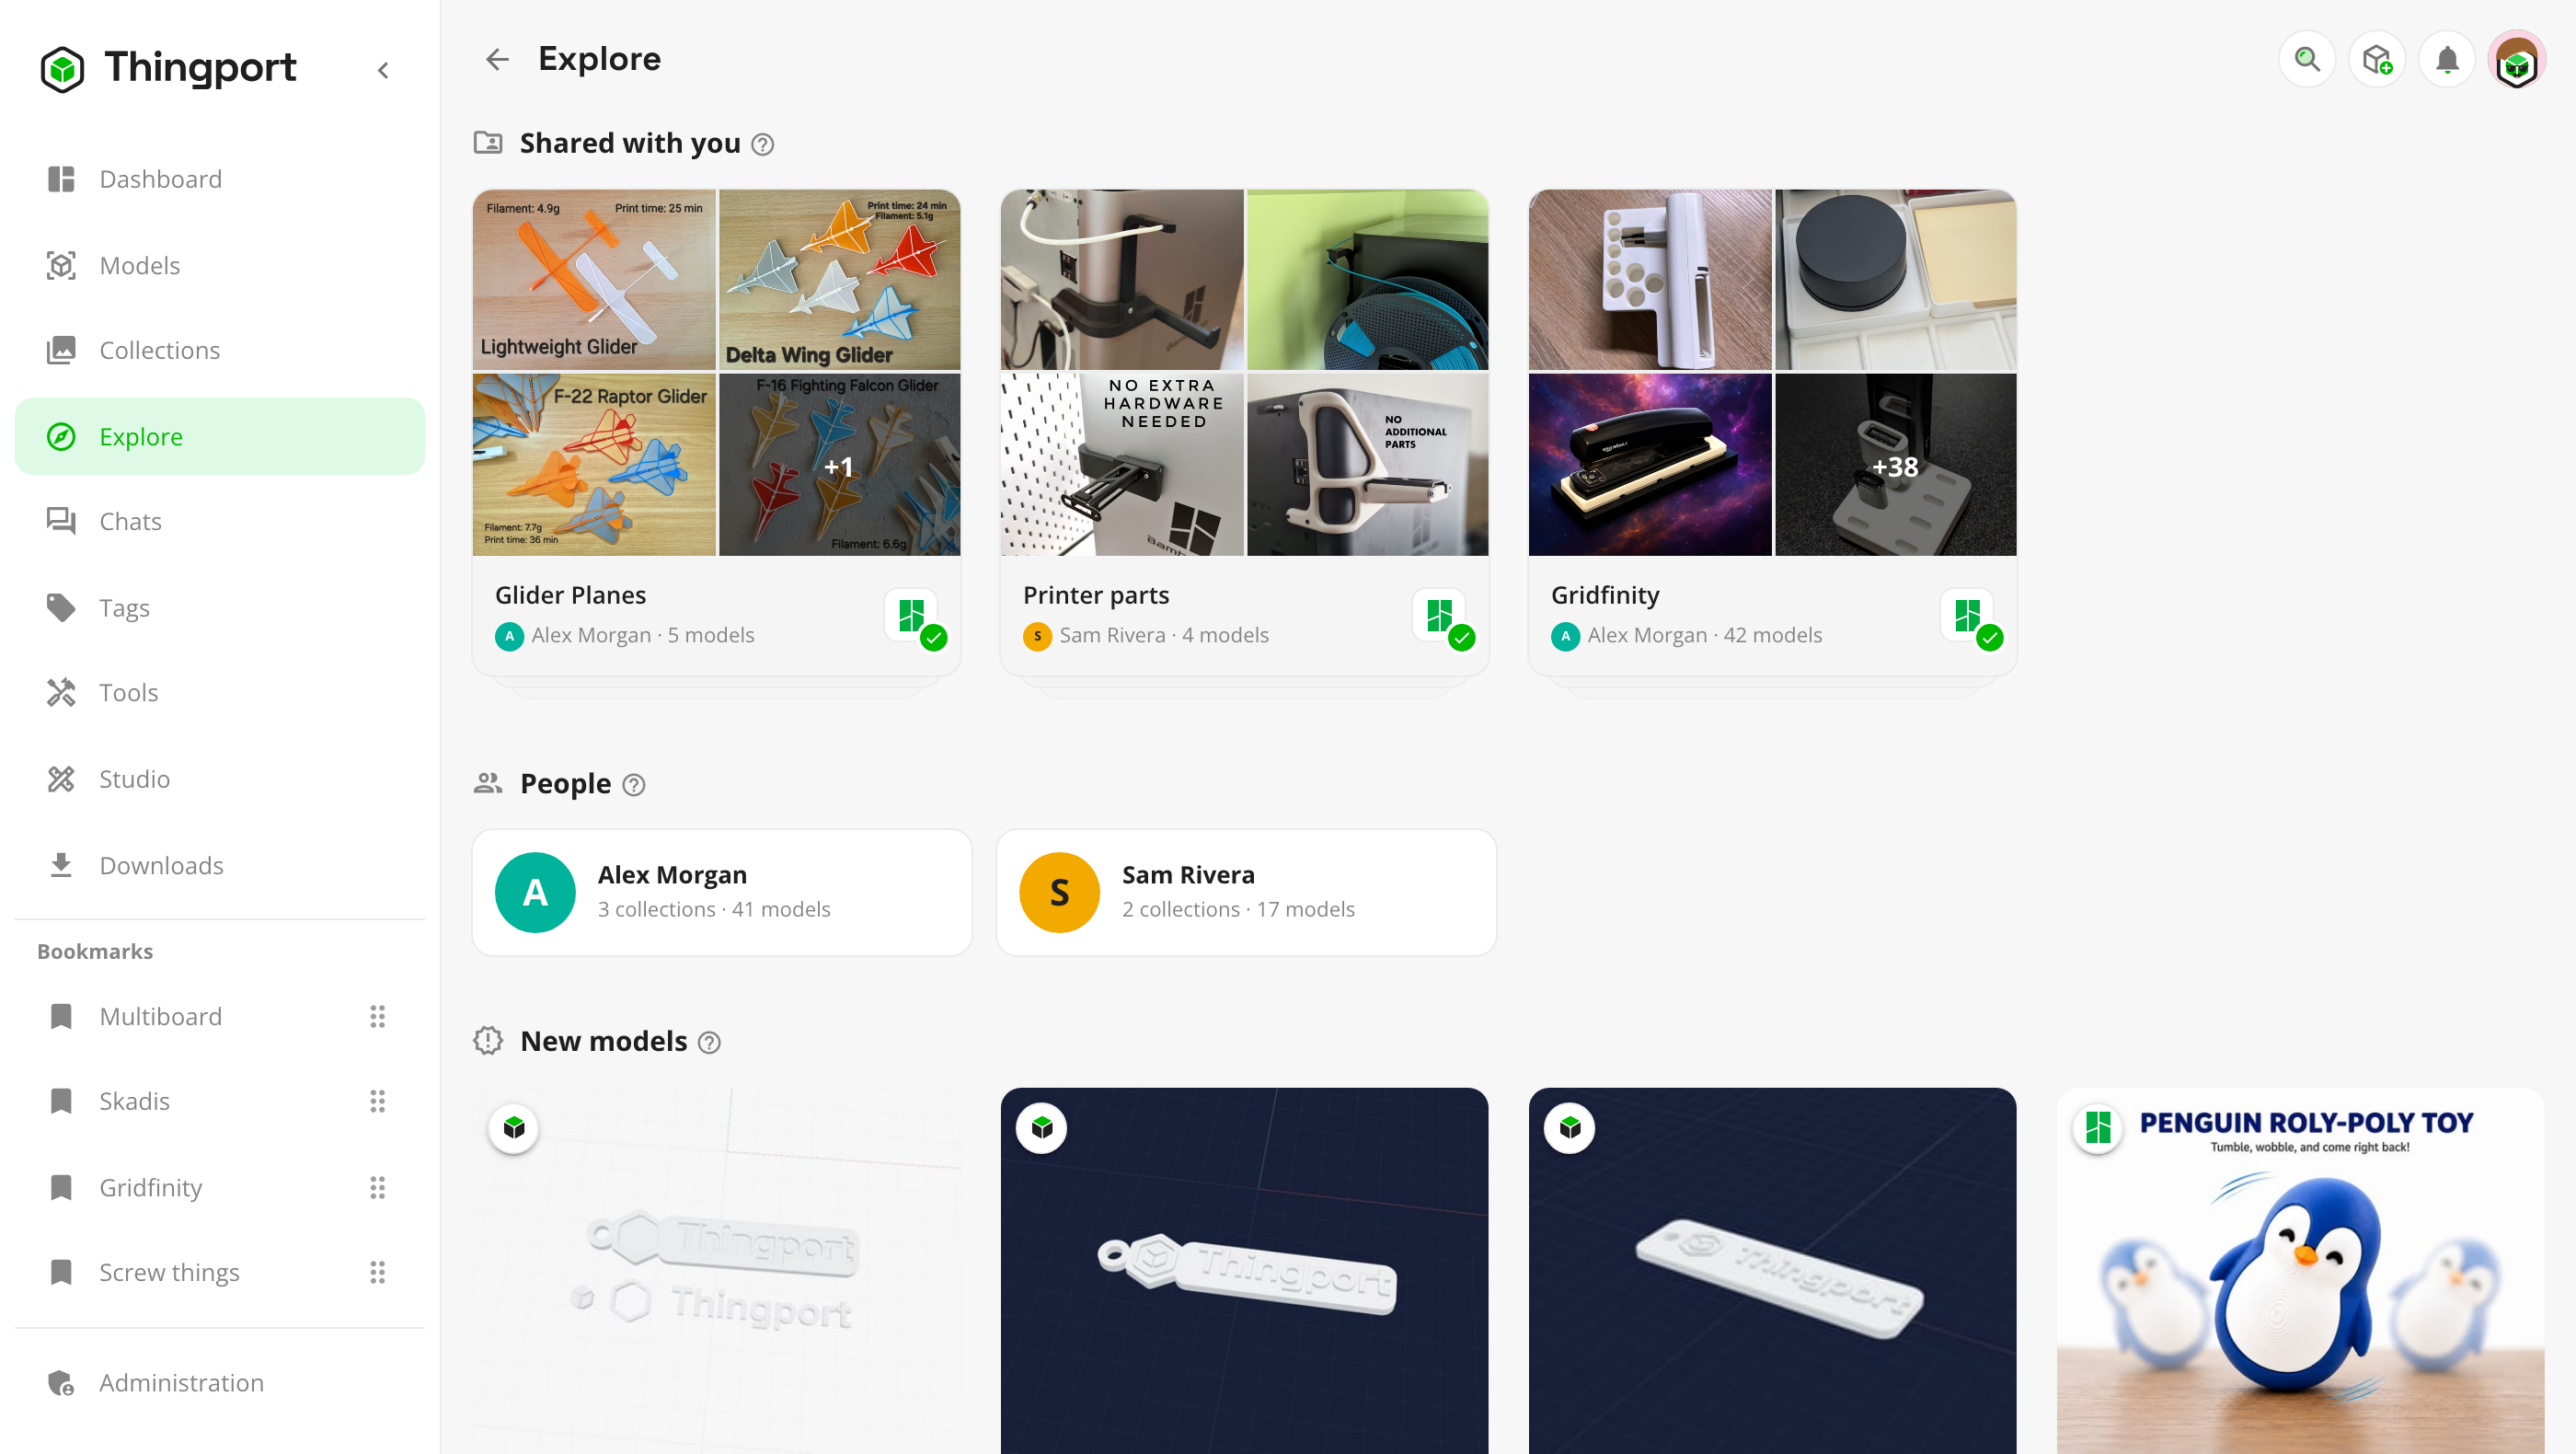 Thingport
Explore
Dashboard
Models
Collections
Explore
Chats
Tags
Tools
Studio
Downloads
Bookmarks
Multiboard
Skadis
Gridfinity
Screw things
Administration
Shared with you
Filament: 4.9g
Print time: 25 min
Lightweight Glider
Print time: 24 min
Filament: 5.1g
Delta Wing Glider
F-22 Raptor Glider
Filament: 7.7g
Print time: 36 min
F-16 Fighting Falcon Glider
+1
Filament: 6.6g
Glider Planes
A
Alex Morgan · 5 models
NO EXTRA
HARDWARE
NEEDED
NO
ADDITIONAL
PARTS
Printer parts
S
Sam Rivera · 4 models
+38
Gridfinity
A
Alex Morgan · 42 models
People
A
Alex Morgan
3 collections · 41 models
S
Sam Rivera
2 collections · 17 models
New models
Thingport
Thingport
Thingport
Thingport
PENGUIN ROLY-POLY TOY
Tumble, wobble, and come right back!